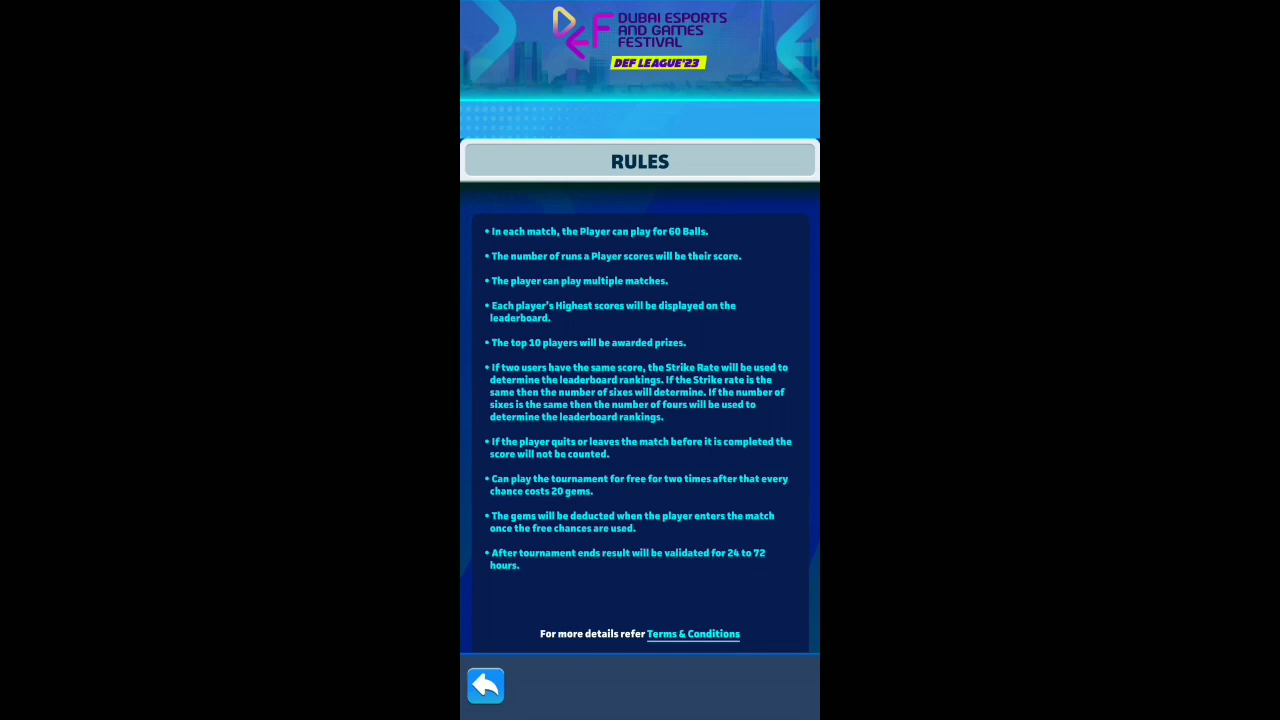 DEF
DUBAI ESPORTS
AND GAMES
FESTIVAL
DEF LEAGUE'23
RULES
• In each match, the Player can play for 60 Balls.
• The number of runs a Player scores will be their score.
• The player can play multiple matches.
• Each player's Highest scores will be displayed on the
leaderboard.
• The top 10 players will be awarded prizes.
• If two users have the same score, the Strike Rate will be used to
determine the leaderboard rankings. If the Strike rate is the
same then the number of sixes will determine. If the number of
sixes is the same then the number of fours will be used to
determine the leaderboard rankings.
• If the player quits or leaves the match before it is completed the
score will not be counted.
• Can play the tournament for free for two times after that every
chance costs 20 gems.
• The gems will be deducted when the player enters the match
once the free chances are used.
• After tournament ends result will be validated for 24 to 72
hours.
For more details refer Terms & Conditions